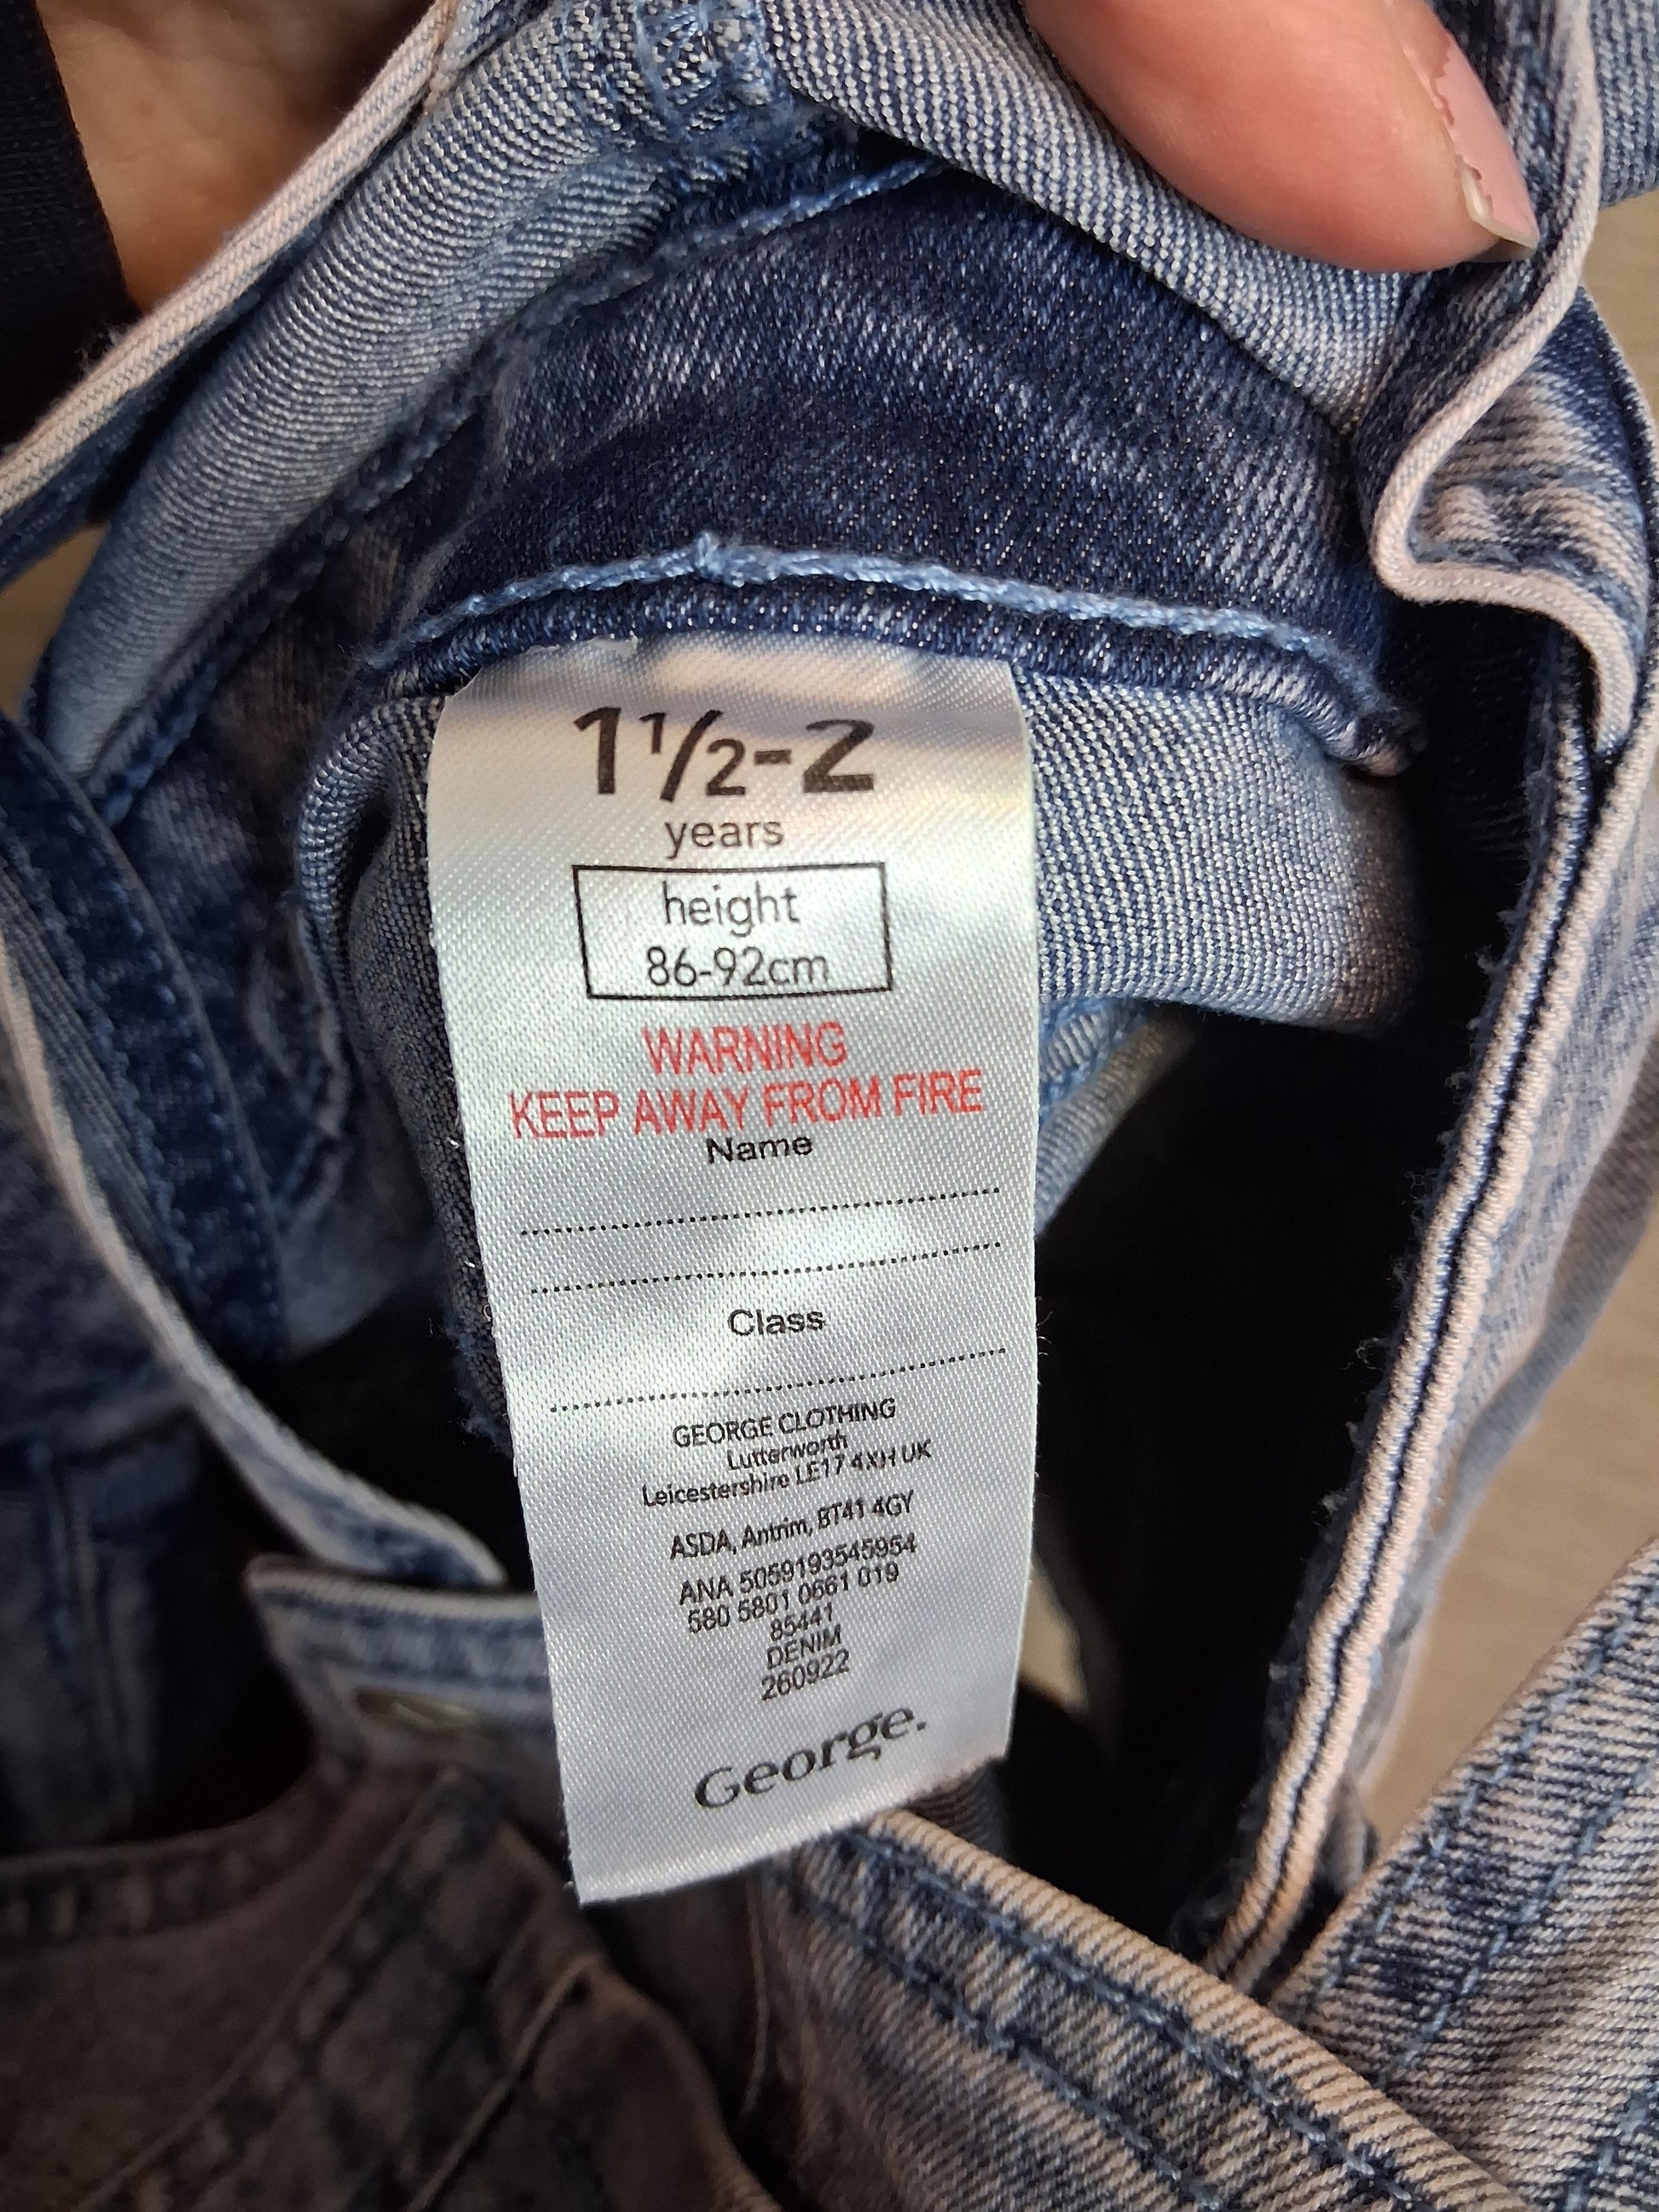 1½-2
years
height
86-92cm
WARNING
KEEP AWAY FROM FIRE
Name
Class
GEORGE CLOTHING
Lutterworth
Leicestershire LE17 4XH UK
ASDA, Antrim, BT41 4GY
ANA 5059193545954
580 5801 0661 019
85441
DENIM
260922
George.